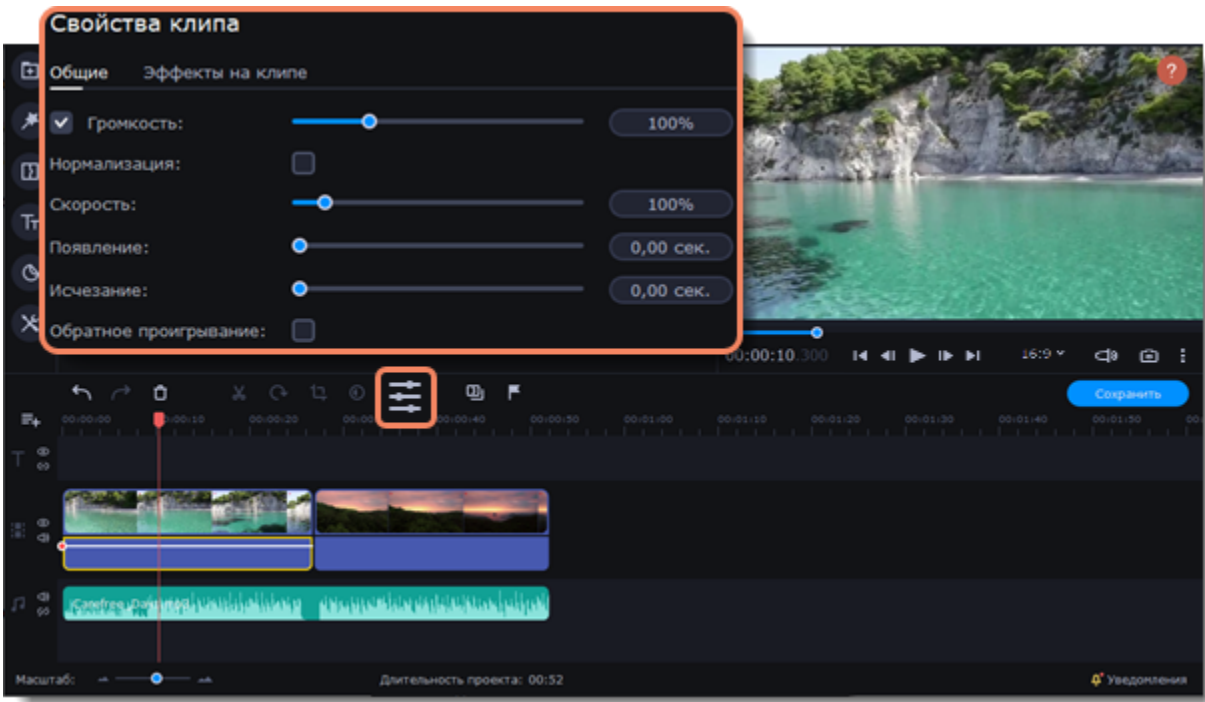 Свойства клипа
Общие Эффекты на клипе
Громкость: 100%
Нормализация:
Скорость: 100%
Появление: 0,00 сек.
Исчезание: 0,00 сек.
Обратное проигрывание:
?
00:00:10.300 16:9
Сохранить
00:00:00 00:00:10 00:00:20 00:00:40 00:00:50 00:01:00 00:01:10 00:01:20 00:01:30 00:01:40 00:01:50
Масштаб: Длительность проекта: 00:52 Уведомления